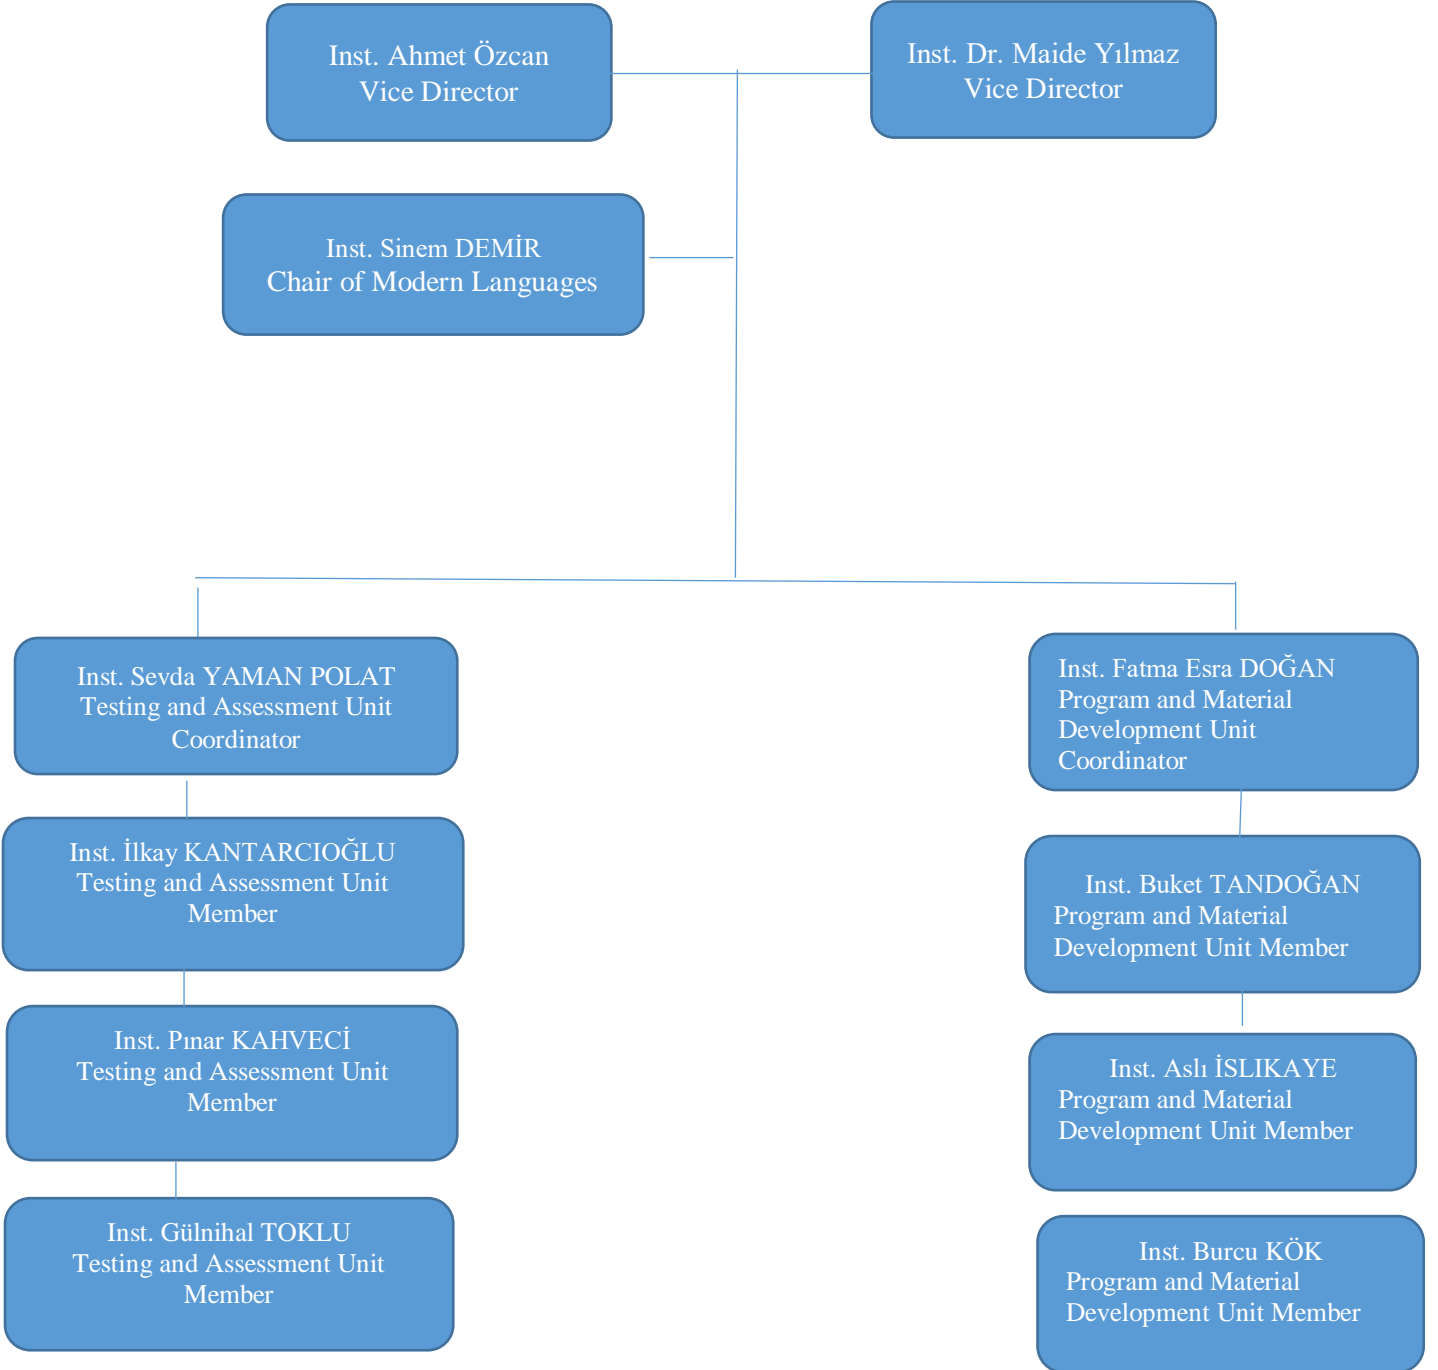 Inst. Ahmet Özcan
Vice Director
Inst. Dr. Maide Yılmaz
Vice Director
Inst. Sinem DEMİR
Chair of Modern Languages
Inst. Sevda YAMAN POLAT
Testing and Assessment Unit
Coordinator
Inst. İlkay KANTARCIOĞLU
Testing and Assessment Unit
Member
Inst. Pınar KAHVECİ
Testing and Assessment Unit
Member
Inst. Gülnihal TOKLU
Testing and Assessment Unit
Member
Inst. Fatma Esra DOĞAN
Program and Material
Development Unit
Coordinator
Inst. Buket TANDOĞAN
Program and Material
Development Unit Member
Inst. Aslı İSLIKAYE
Program and Material
Development Unit Member
Inst. Burcu KÖK
Program and Material
Development Unit Member